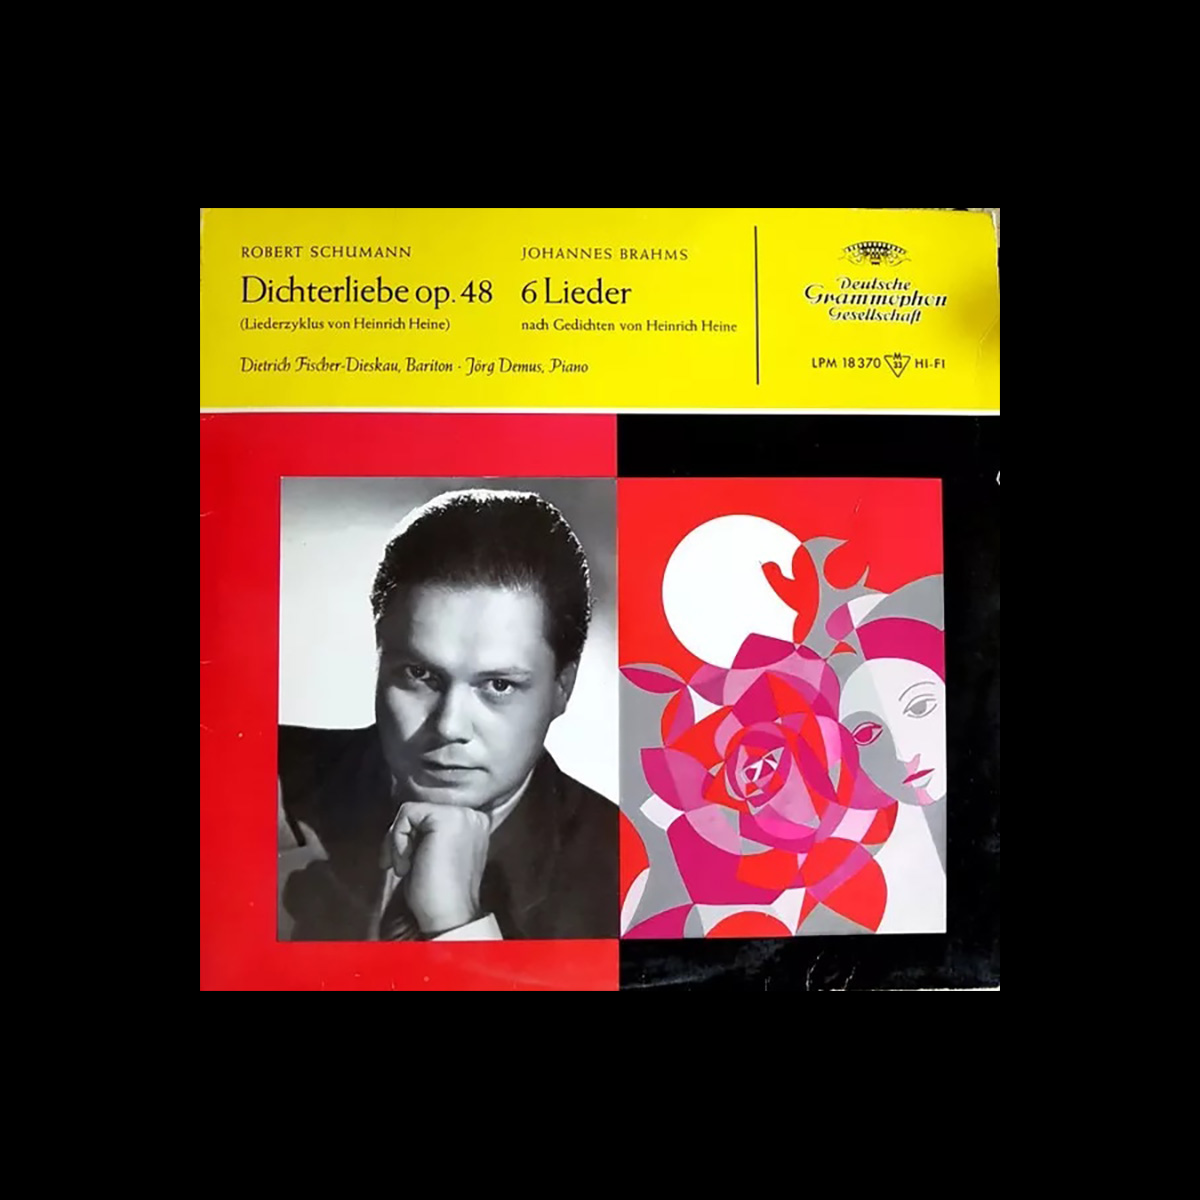 ROBERT SCHUMANN
Dichterliebe op. 48
(Liederzyklus von Heinrich Heine)
JOHANNES BRAHMS
6 Lieder
nach Gedichten von Heinrich Heine
Dietrich Fischer-Dieskau, Bariton · Jörg Demus, Piano
Deutsche
Grammophon
Gesellschaft
LPM 18 370 M 33 HI-FI